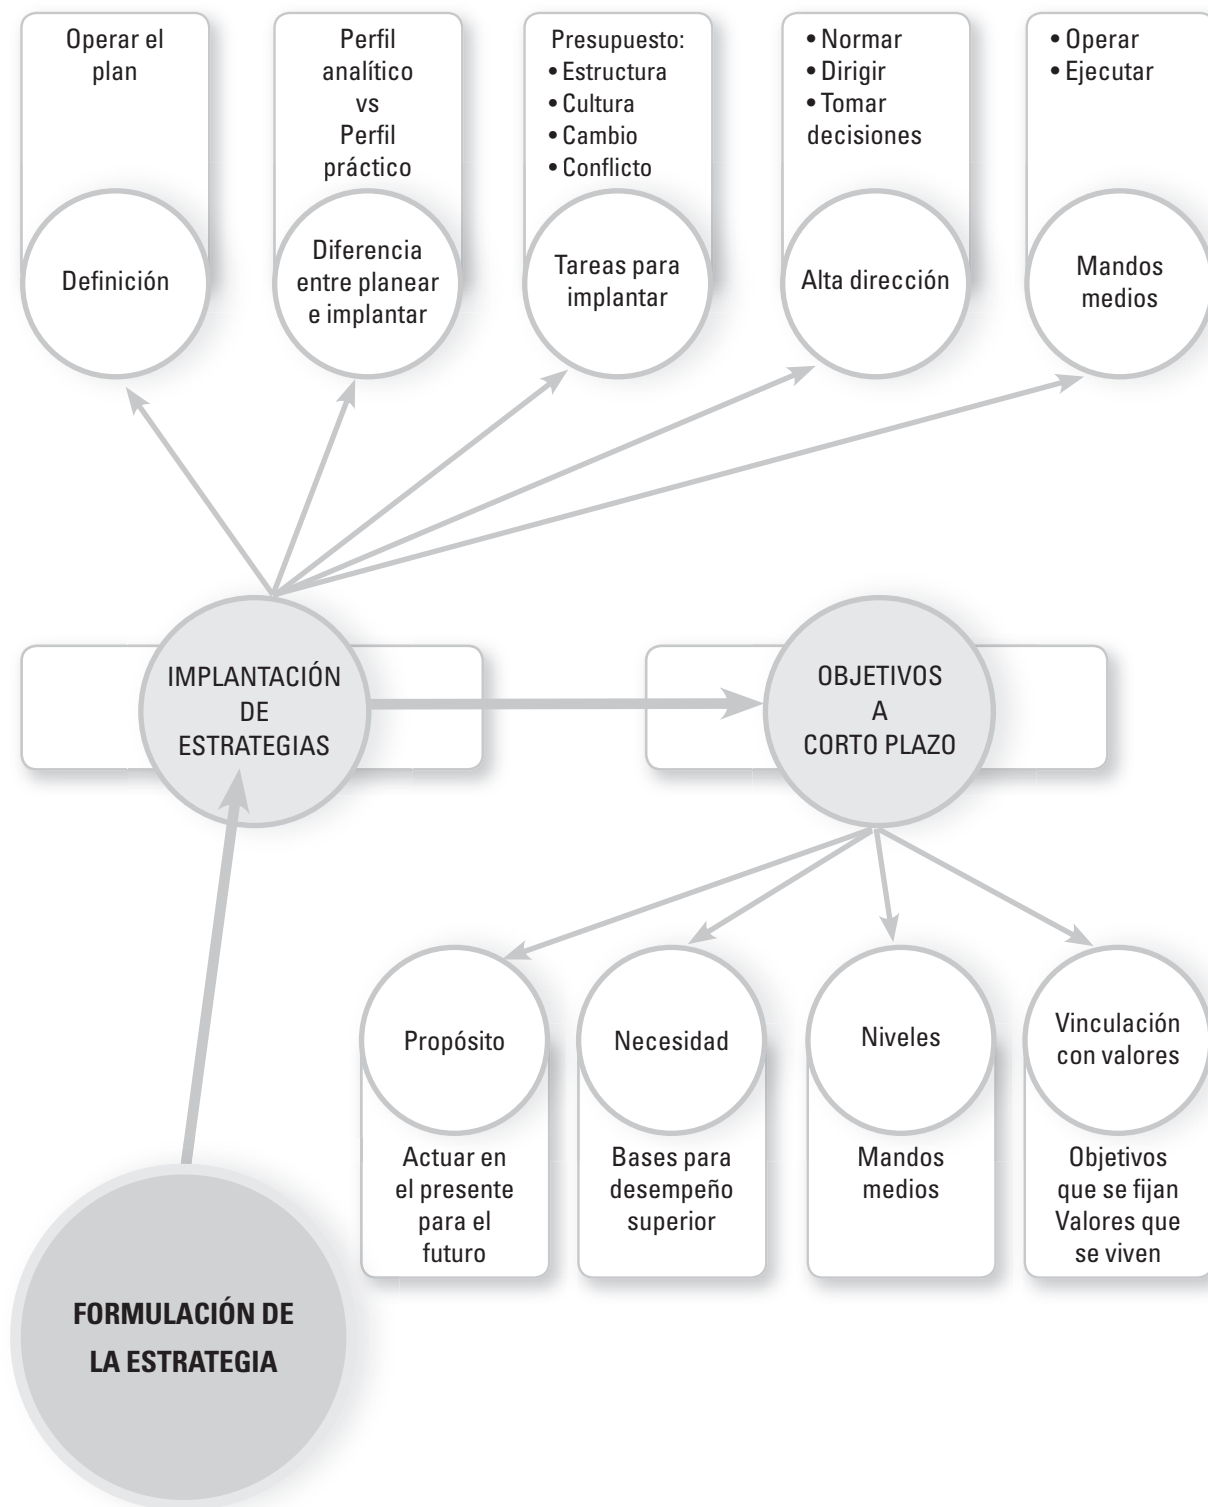 Operar el
plan
Definición
Perfil
analítico
vs
Perfil
práctico
Diferencia
entre planear
e implantar
Presupuesto:
• Estructura
• Cultura
• Cambio
• Conflicto
Tareas para
implantar
• Normar
• Dirigir
• Tomar
decisiones
Alta dirección
• Operar
• Ejecutar
Mandos
medios
IMPLANTACIÓN
DE
ESTRATEGIAS
OBJETIVOS
A
CORTO PLAZO
Propósito
Actuar en
el presente
para el
futuro
Necesidad
Bases para
desempeño
superior
Niveles
Mandos
medios
Vinculación
con valores
Objetivos
que se fijan
Valores que
se viven
FORMULACIÓN DE
LA ESTRATEGIA